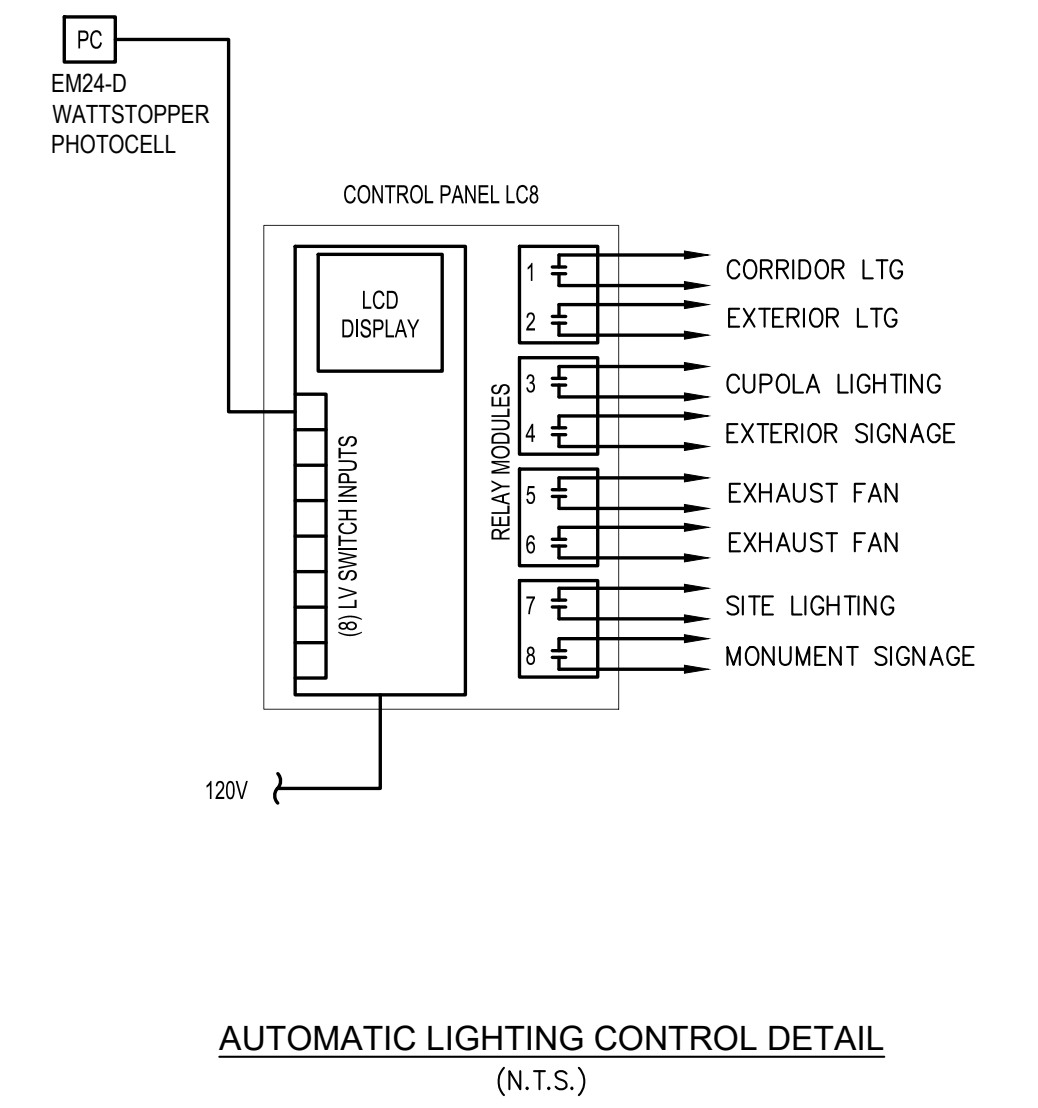 PC
EM24-D
WATTSTOPPER
PHOTOCELL
CONTROL PANEL LC8
LCD
DISPLAY
(8) LV SWITCH INPUTS
RELAY MODULES
1
CORRIDOR LTG
2
EXTERIOR LTG
3
CUPOLA LIGHTING
4
EXTERIOR SIGNAGE
5
EXHAUST FAN
6
EXHAUST FAN
7
SITE LIGHTING
8
MONUMENT SIGNAGE
120V
AUTOMATIC LIGHTING CONTROL DETAIL
(N.T.S.)